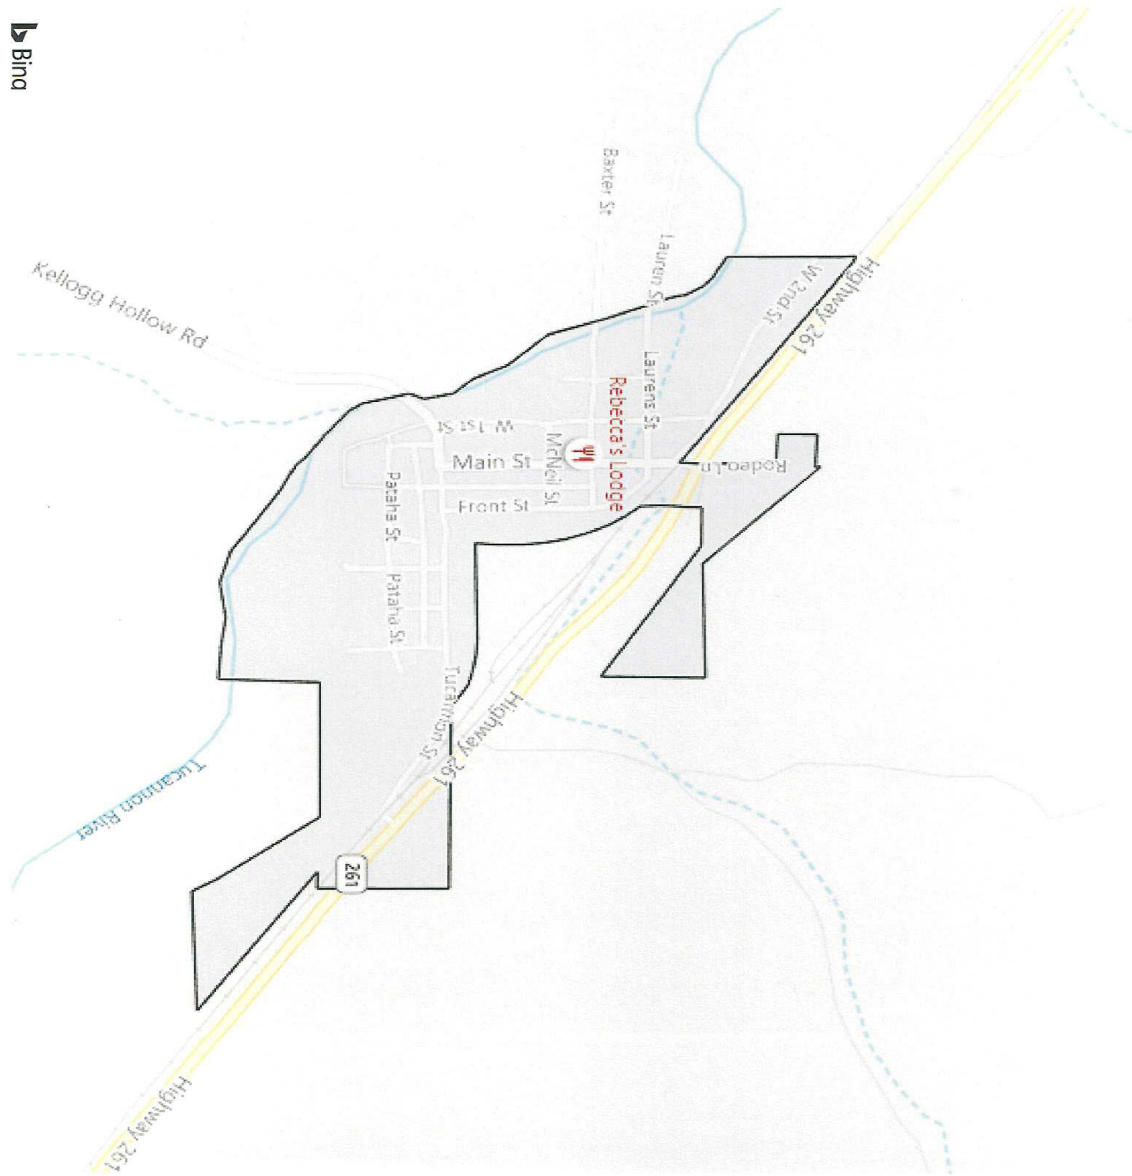 Highway 261
W 2nd St
Rodeo Ln
Lauren St
Laurens St
Baxter St
Rebecca's Lodge
McNeil St
W 1st St
Main St
Front St
Highway 261
Tucannon St
Pataha St
Pataha St
261
Kellogg Hollow Rd
Tucannon River
Highway 261
Bing